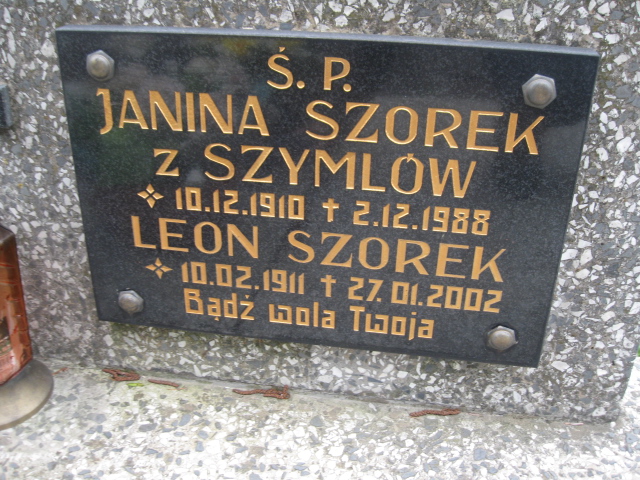 Ś. P.
JANINA SZOREK
z SZYMLÓW
✧ 10.12.1910 † 2.12.1988
LEON SZOREK
✧ 10.02.1911 † 27.01.2002
Bądź wola Twoja